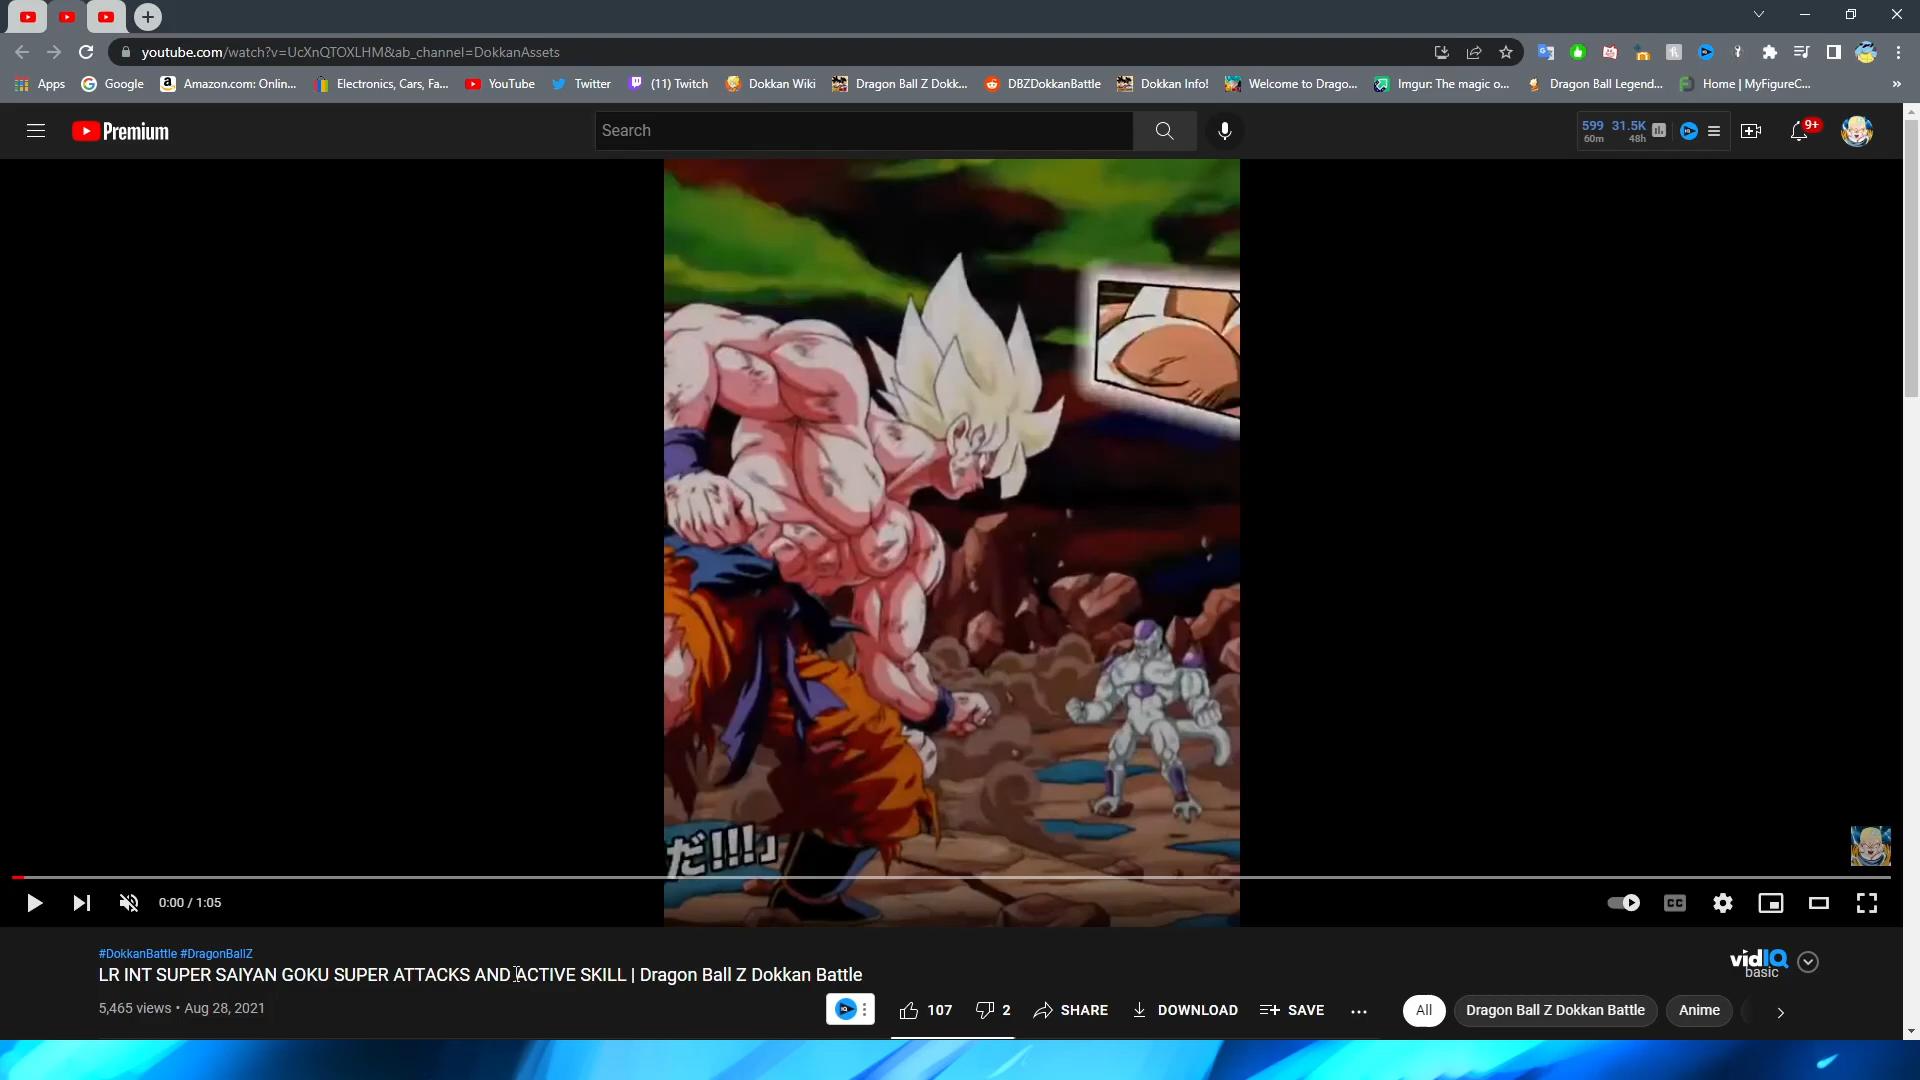 youtube.com/watch?v=UcXnQTOXLHM&ab_channel=DokkanAssets
Apps Google Amazon.com: Onlin... Electronics, Cars, Fa... YouTube Twitter (11) Twitch Dokkan Wiki Dragon Ball Z Dokk... DBZDokkanBattle Dokkan Info! Welcome to Drago... Imgur: The magic o... Dragon Ball Legend... Home | MyFigureC... »
Premium Search 599 31.5K 9+
60m 48h
だ!!!」
0:00 / 1:05 CC
#DokkanBattle #DragonBallZ
LR INT SUPER SAIYAN GOKU SUPER ATTACKS AND ACTIVE SKILL | Dragon Ball Z Dokkan Battle
vidIQ
basic
5,465 views • Aug 28, 2021
107 2 SHARE DOWNLOAD SAVE ... All Dragon Ball Z Dokkan Battle Anime